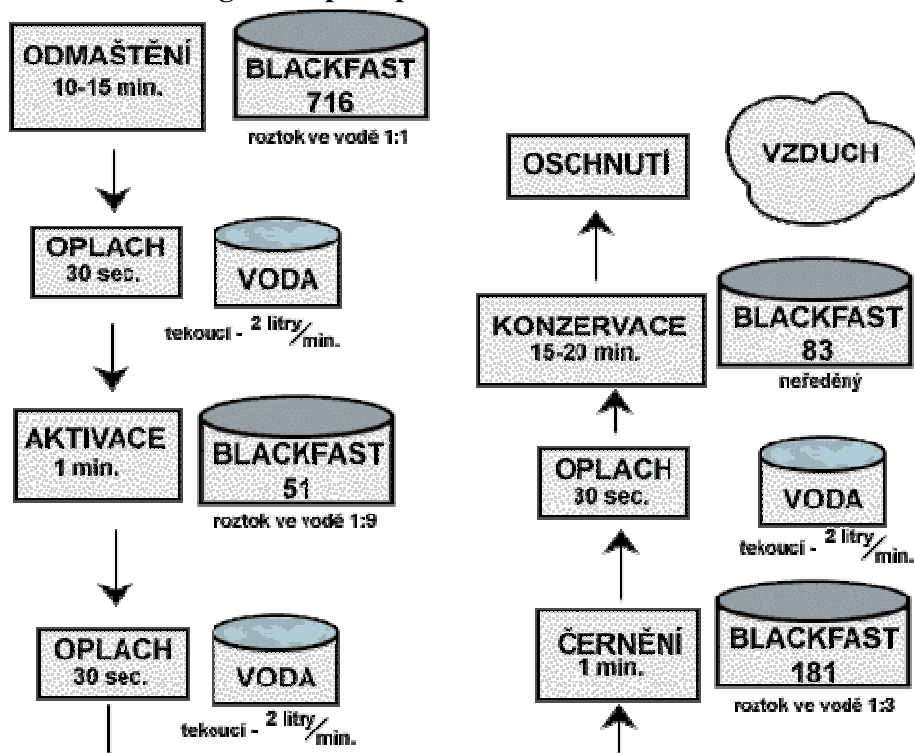 ODMAŠTĚNÍ
10-15 min.
BLACKFAST
716
roztok ve vodě 1:1
OPLACH
30 sec.
VODA
tekoucí - 2 litry/min.
AKTIVACE
1 min.
BLACKFAST
51
roztok ve vodě 1:9
OPLACH
30 sec.
VODA
tekoucí - 2 litry/min.
OSCHNUTÍ
VZDUCH
KONZERVACE
15-20 min.
BLACKFAST
83
neředěný
OPLACH
30 sec.
VODA
tekoucí - 2 litry/min.
ČERNĚNÍ
1 min.
BLACKFAST
181
roztok ve vodě 1:3